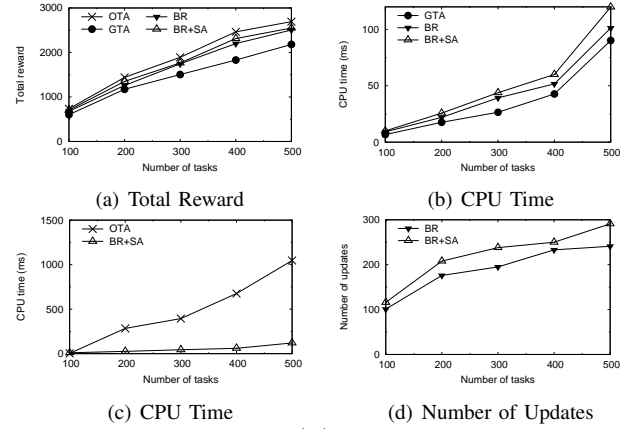 OTA
GTA
BR
BR+SA
3000
2500
2000
1000
0
Total reward
100 200 300 400 500
Number of tasks
(a) Total Reward
GTA
BR
BR+SA
100
50
0
CPU time (ms)
100 200 300 400 500
Number of tasks
(b) CPU Time
OTA
BR+SA
1500
1000
500
0
CPU time (ms)
100 200 300 400 500
Number of tasks
(c) CPU Time
BR
BR+SA
300
200
100
0
Number of updates
100 200 300 400 500
Number of tasks
(d) Number of Updates